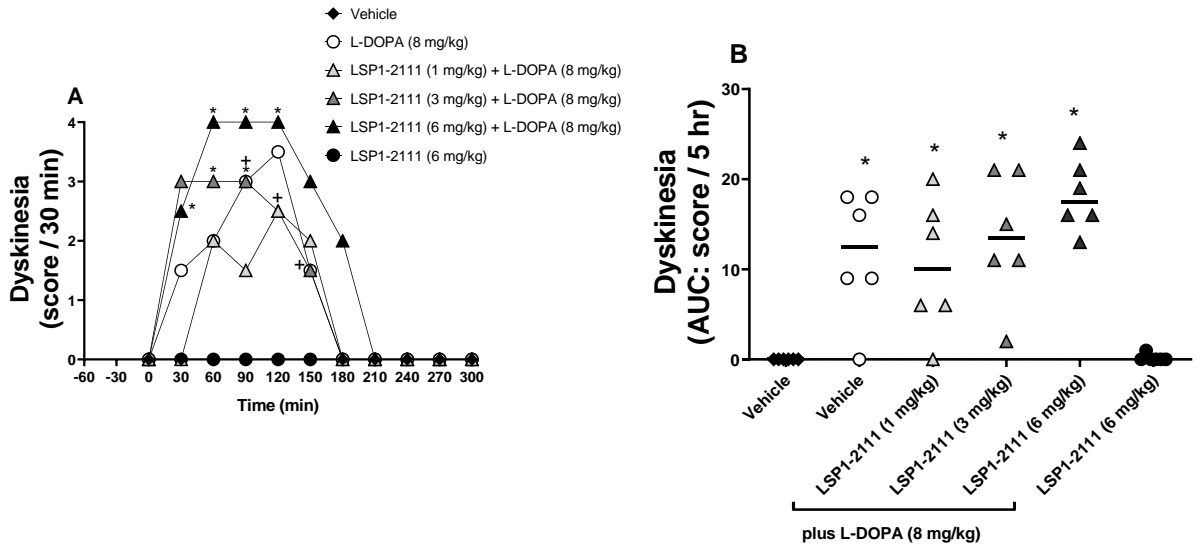 Vehicle
L-DOPA (8 mg/kg)
LSP1-2111 (1 mg/kg) + L-DOPA (8 mg/kg)
LSP1-2111 (3 mg/kg) + L-DOPA (8 mg/kg)
LSP1-2111 (6 mg/kg) + L-DOPA (8 mg/kg)
LSP1-2111 (6 mg/kg)
A
Dyskinesia
(score / 30 min)
4
3
2
1
0
* * *
+
* *
*
+
+
-60 -30 0 30 60 90 120 150 180 210 240 270 300
Time (min)
B
Dyskinesia
(AUC: score / 5 hr)
30
20
10
0
* * * *
Vehicle
Vehicle
LSP1-2111 (1 mg/kg)
LSP1-2111 (3 mg/kg)
LSP1-2111 (6 mg/kg)
LSP1-2111 (6 mg/kg)
plus L-DOPA (8 mg/kg)